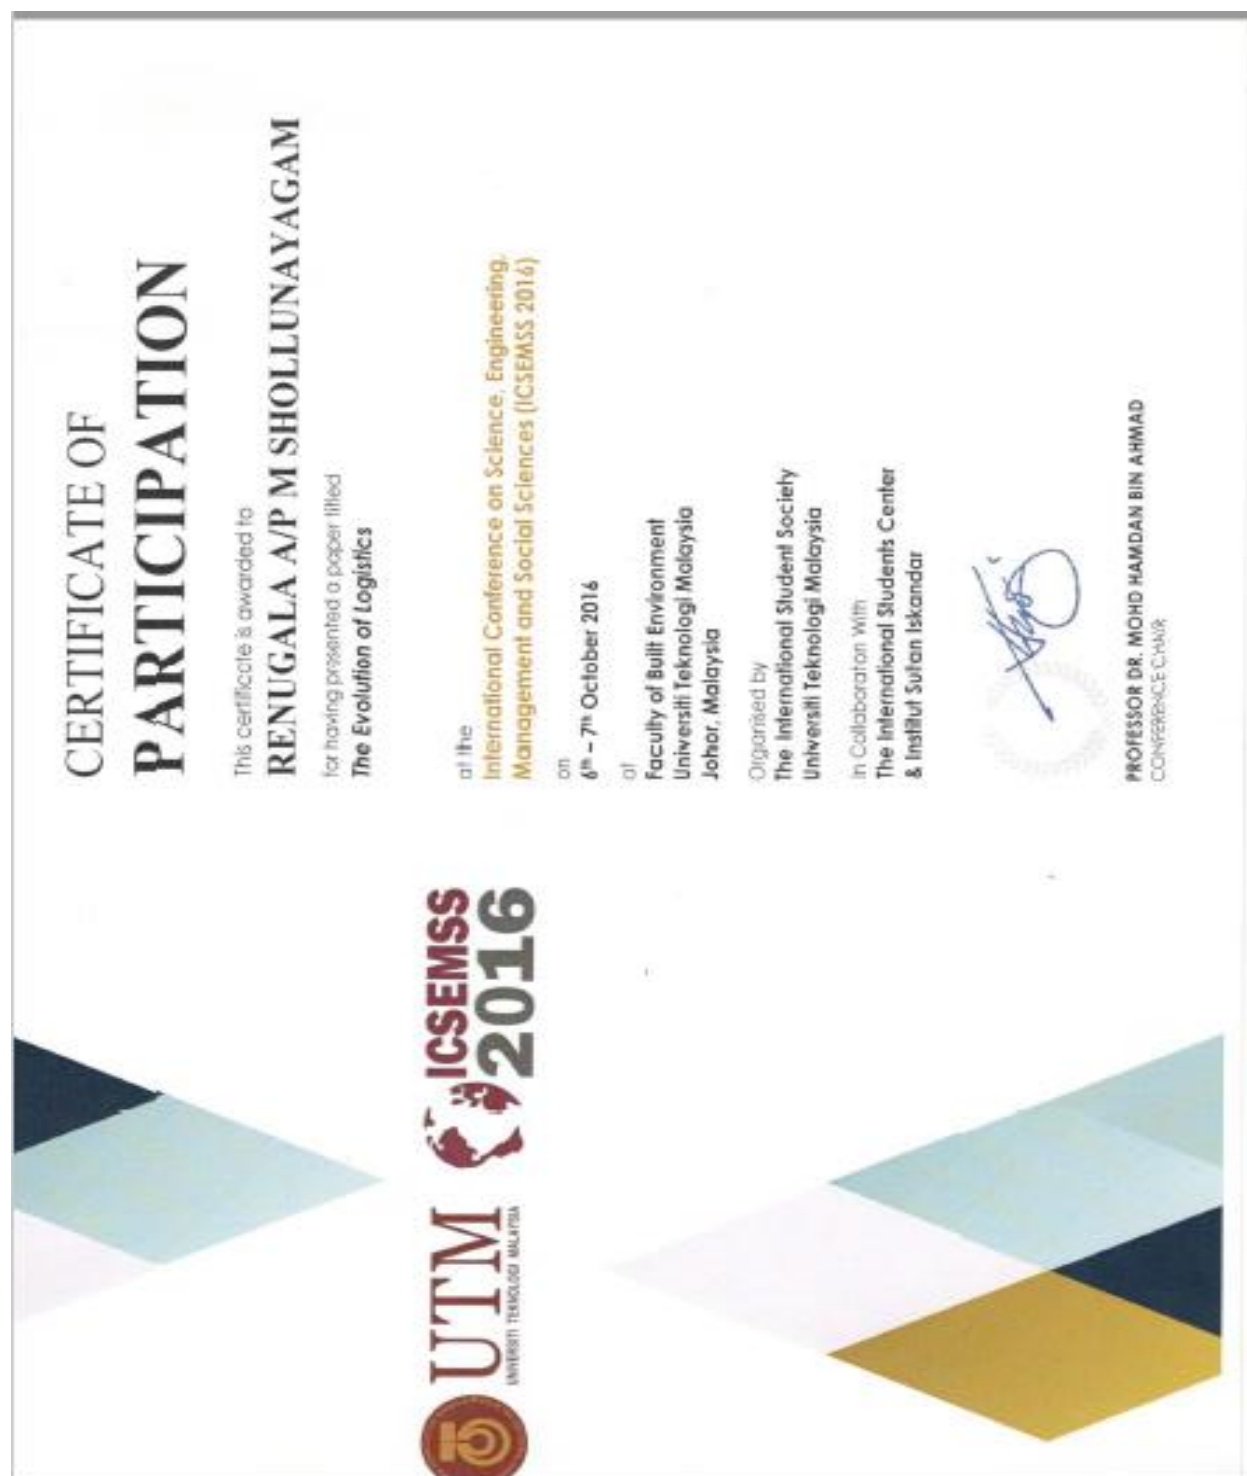 CERTIFICATE OF
PARTICIPATION
This certificate is awarded to
RENUGALA A/P M SHOLLUNAYAGAM
for having presented a paper titled
The Evolution of Logistics
at the
International Conference on Science, Engineering,
Management and Social Sciences (ICSEMSS 2016)
on
6th – 7th October 2016
at
Faculty of Built Environment
Universiti Teknologi Malaysia
Johor, Malaysia
Organised by
The International Student Society
Universiti Teknologi Malaysia
In Collaboration With
The International Students Center
& Institut Sultan Iskandar
PROFESSOR DR. MOHD HAMDAN BIN AHMAD
CONFERENCE CHAIR
UTM
UNIVERSITI TEKNOLOGI MALAYSIA
ICSEMSS
2016